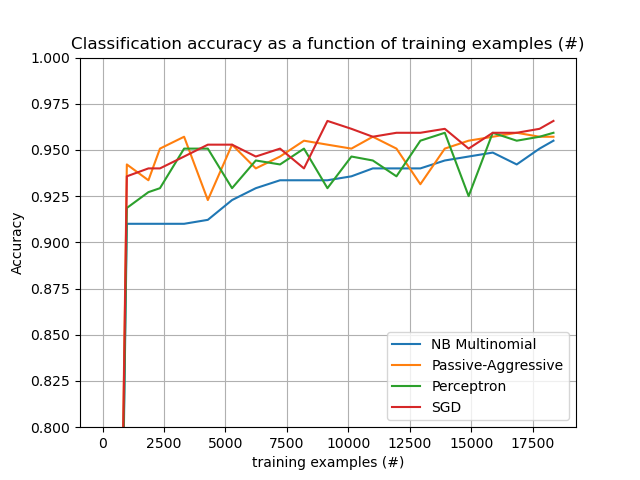 Classification accuracy as a function of training examples (#)
1.000
0.975
0.950
0.925
0.900
0.875
0.850
0.825
0.800
Accuracy
NB Multinomial
Passive-Aggressive
Perceptron
SGD
0 2500 5000 7500 10000 12500 15000 17500
training examples (#)